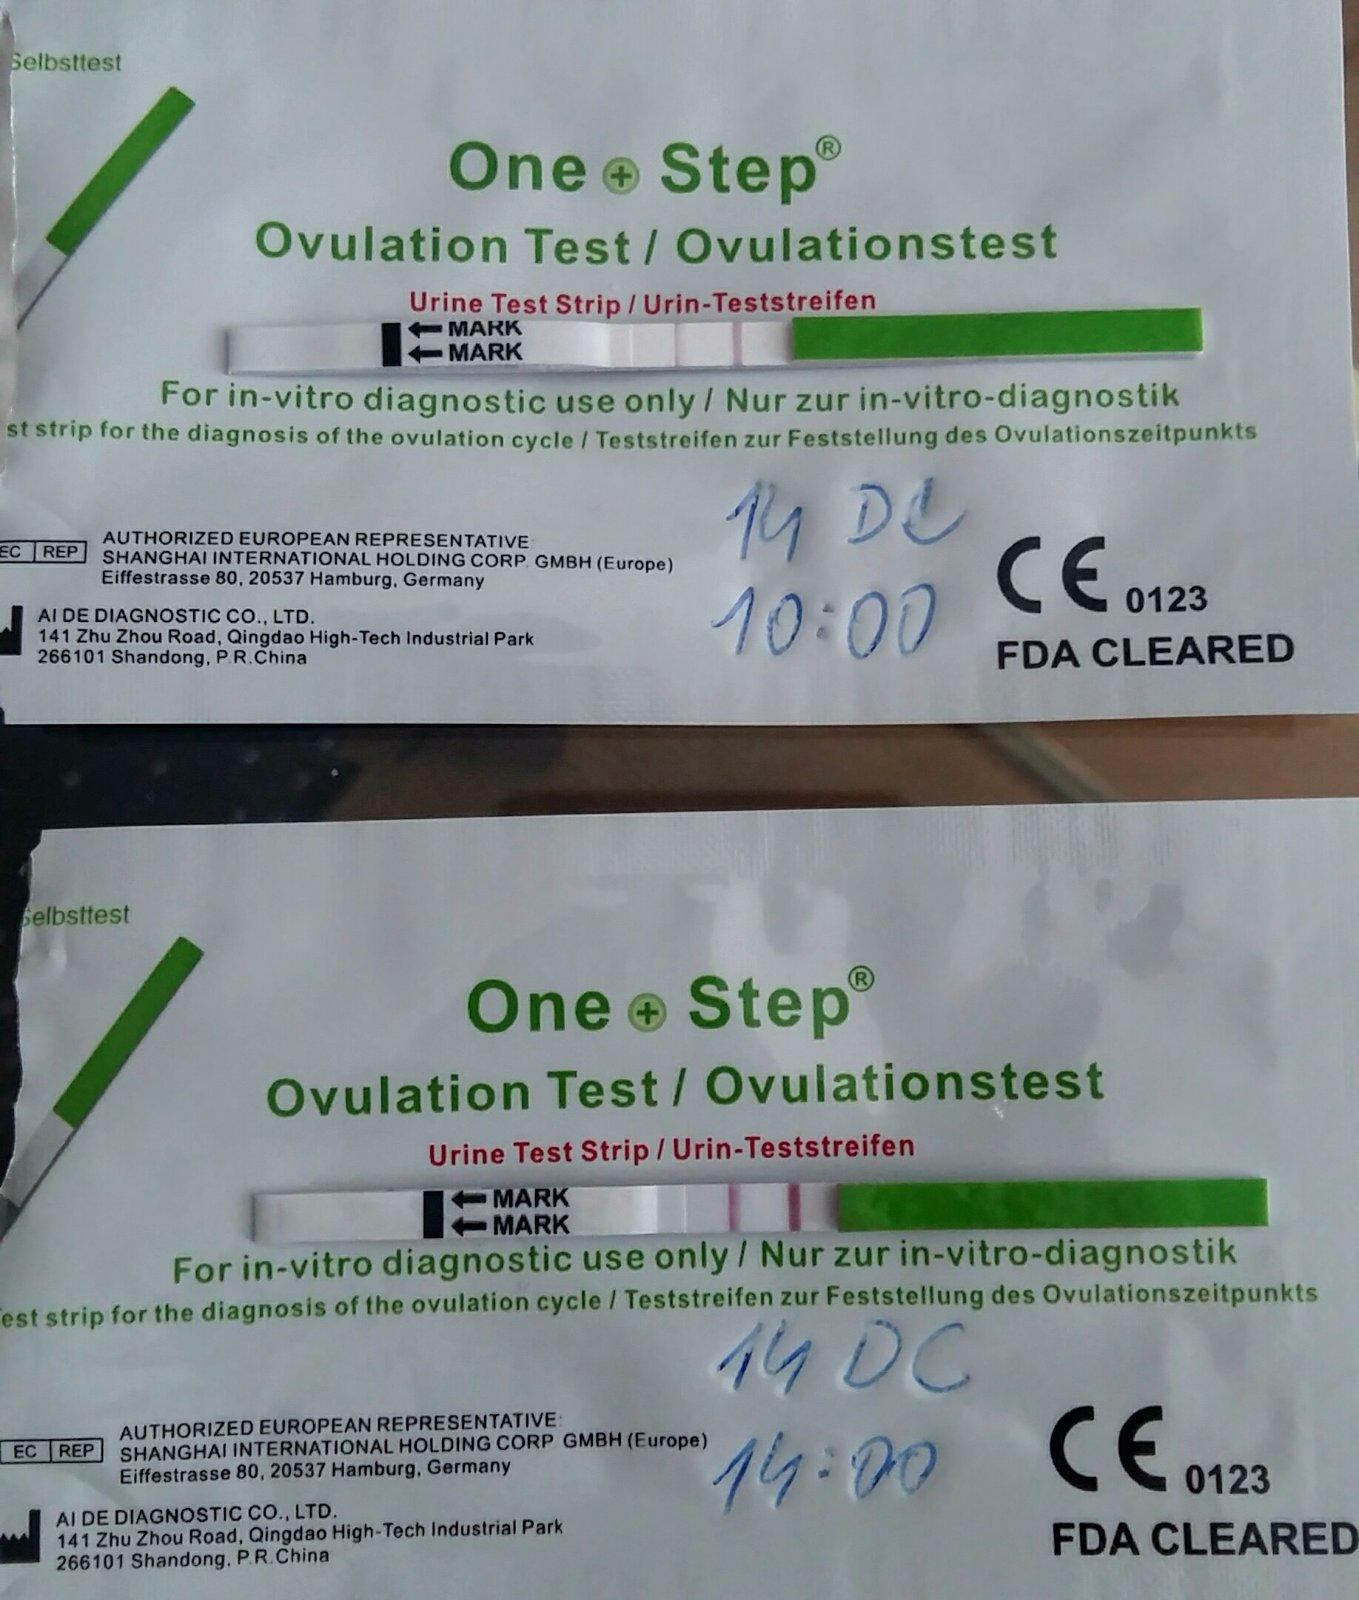 Selbsttest
One + Step®
Ovulation Test / Ovulationstest
Urine Test Strip / Urin-Teststreifen
MARK
MARK
For in-vitro diagnostic use only / Nur zur in-vitro-diagnostik
st strip for the diagnosis of the ovulation cycle / Teststreifen zur Feststellung des Ovulationszeitpunkts
14 DC
10:00
EC REP
AUTHORIZED EUROPEAN REPRESENTATIVE
SHANGHAI INTERNATIONAL HOLDING CORP. GMBH (Europe)
Eiffestrasse 80, 20537 Hamburg, Germany
AI DE DIAGNOSTIC CO., LTD.
141 Zhu Zhou Road, Qingdao High-Tech Industrial Park
266101 Shandong, P.R.China
CE 0123
FDA CLEARED
Selbsttest
One + Step®
Ovulation Test / Ovulationstest
Urine Test Strip / Urin-Teststreifen
MARK
MARK
For in-vitro diagnostic use only / Nur zur in-vitro-diagnostik
est strip for the diagnosis of the ovulation cycle / Teststreifen zur Feststellung des Ovulationszeitpunkts
14 DC
14:00
EC REP
AUTHORIZED EUROPEAN REPRESENTATIVE:
SHANGHAI INTERNATIONAL HOLDING CORP GMBH (Europe)
Eiffestrasse 80, 20537 Hamburg, Germany
AI DE DIAGNOSTIC CO., LTD.
141 Zhu Zhou Road, Qingdao High-Tech Industrial Park
266101 Shandong, P.R.China
CE 0123
FDA CLEARED